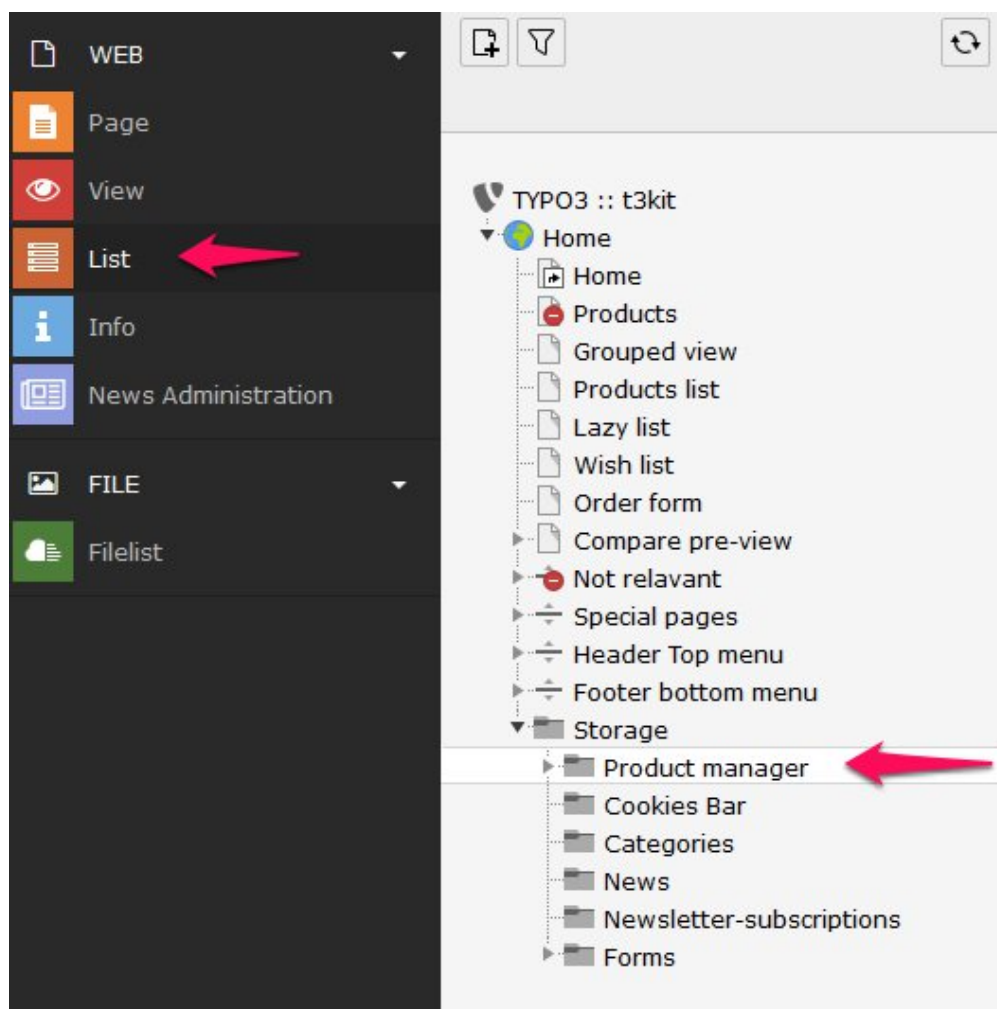 WEB
Page
View
List
Info
News Administration
FILE
Filelist
TYPO3 :: t3kit
Home
Home
Products
Grouped view
Products list
Lazy list
Wish list
Order form
Compare pre-view
Not relavant
Special pages
Header Top menu
Footer bottom menu
Storage
Product manager
Cookies Bar
Categories
News
Newsletter-subscriptions
Forms